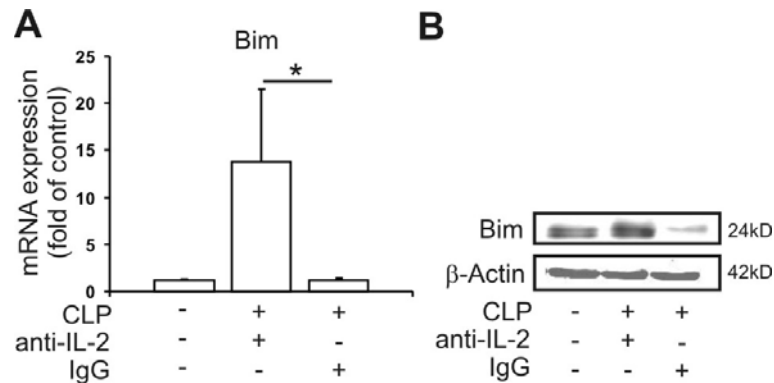 A
Bim
*
mRNA expression
(fold of control)
25
20
15
10
5
0
CLP - + +
anti-IL-2 - + -
IgG - - +
B
Bim 24kD
β-Actin 42kD
CLP - + +
anti-IL-2 - + -
IgG - - +